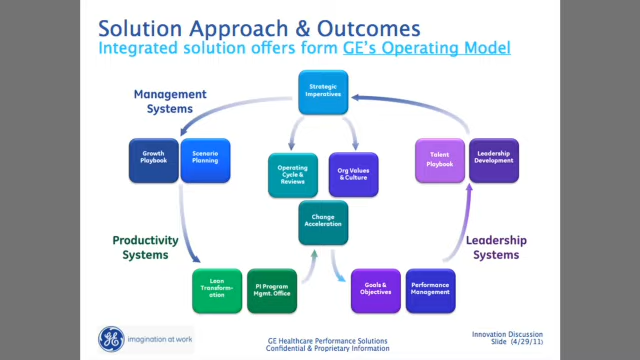 Solution Approach & Outcomes
Integrated solution offers form GE's Operating Model
Strategic
Imperatives
Management
Systems
Growth
Playbook
Scenario
Planning
Operating
Cycle &
Reviews
Org Values
& Culture
Talent
Playbook
Leadership
Development
Change
Acceleration
Productivity
Systems
Leadership
Systems
Lean
Transform-
ation
PI Program
Mgmt. Office
Goals &
Objectives
Performance
Management
GE
imagination at work
GE Healthcare Performance Solutions
Confidential & Proprietary Information
Innovation Discussion
Slide (4/29/11)